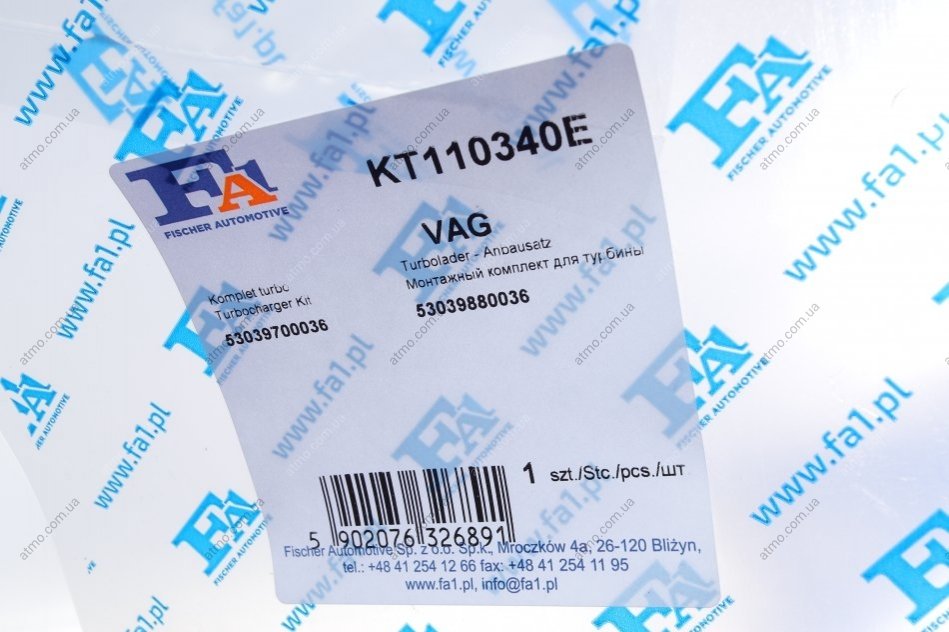 KT110340E
FA
FISCHER AUTOMOTIVE
VAG
Turbolader - Anbausatz
Монтажный комплект для турбины
53039880036
Komplet turbo
Turbocharger Kit
53039700036
1 szt./Stc./pcs./шт
5 902076 326891
Fischer Automotive Sp. z o.o. Sp.k., Mroczków 4a, 26-120 Bliżyn,
tel.: +48 41 254 12 66 fax: +48 41 254 11 95
www.fa1.pl, info@fa1.pl
www.fa1.pl
FA
FISCHER AUTOMOTIVE
atmo.com.ua